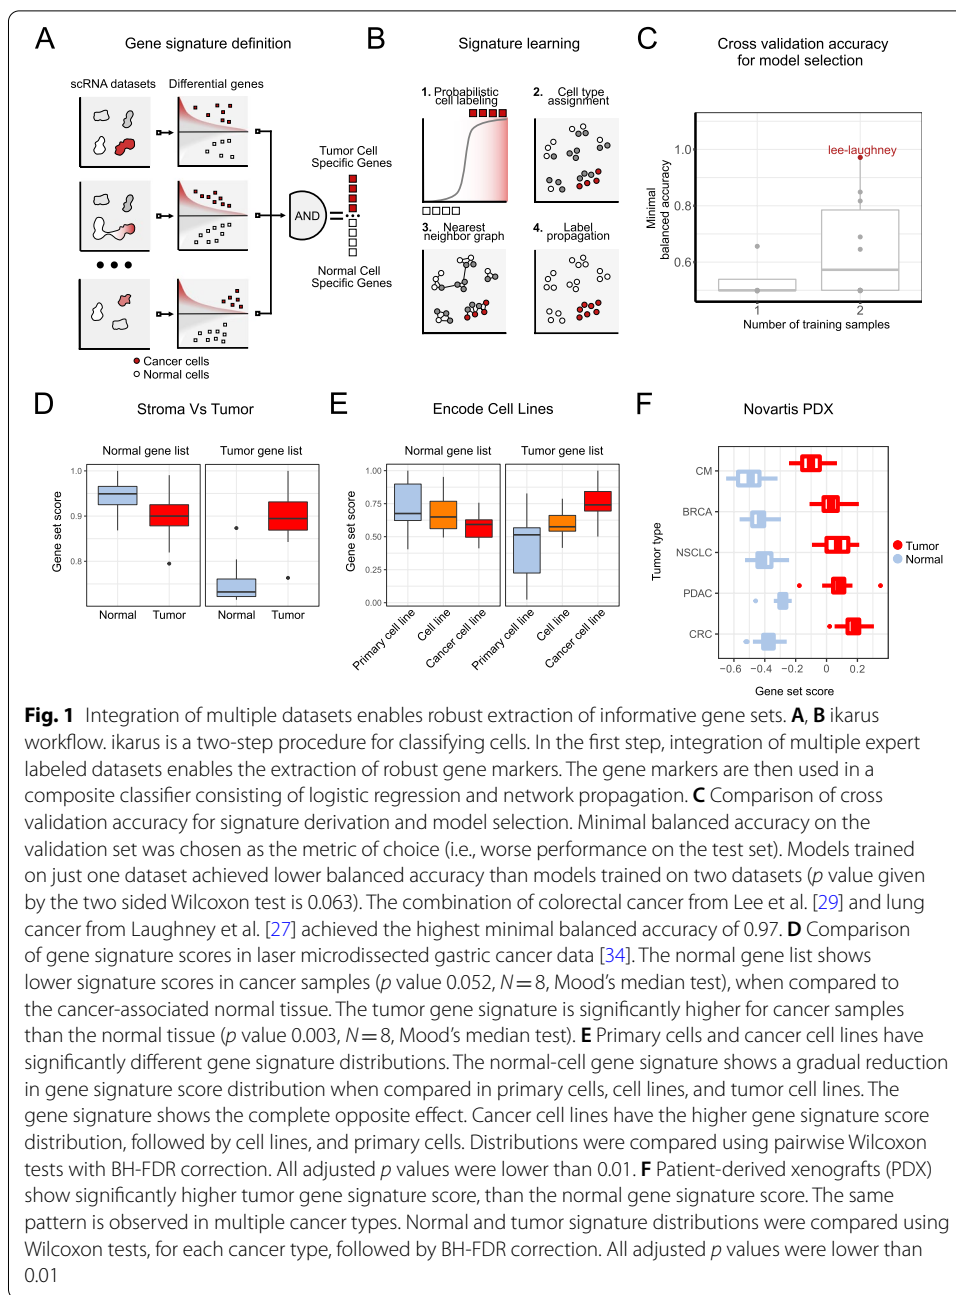 A
Gene signature definition
scRNA datasets
Differential genes
AND
=
Tumor Cell
Specific Genes
Normal Cell
Specific Genes
Cancer cells
Normal cells
B
Signature learning
1. Probabilistic
cell labeling
2. Cell type
assignment
3. Nearest
neighbor graph
4. Label
propagation
C
Cross validation accuracy
for model selection
lee-laughney
Minimal
balanced accuracy
1.0
0.8
0.6
1
2
Number of training samples
D
Stroma Vs Tumor
Normal gene list
Tumor gene list
Gene set score
1.0
0.9
0.8
Normal
Tumor
Normal
Tumor
E
Encode Cell Lines
Normal gene list
Tumor gene list
Gene set score
1.00
0.75
0.50
0.25
0.00
Primary cell line
Cell line
Cancer cell line
Primary cell line
Cell line
Cancer cell line
F
Novartis PDX
Tumor type
CM
BRCA
NSCLC
PDAC
CRC
Tumor
Normal
−0.6
−0.4
−0.2
0
0.2
Gene set score
Fig. 1 Integration of multiple datasets enables robust extraction of informative gene sets. A, B ikarus
workflow. ikarus is a two-step procedure for classifying cells. In the first step, integration of multiple expert
labeled datasets enables the extraction of robust gene markers. The gene markers are then used in a
composite classifier consisting of logistic regression and network propagation. C Comparison of cross
validation accuracy for signature derivation and model selection. Minimal balanced accuracy on the
validation set was chosen as the metric of choice (i.e., worse performance on the test set). Models trained
on just one dataset achieved lower balanced accuracy than models trained on two datasets (p value given
by the two sided Wilcoxon test is 0.063). The combination of colorectal cancer from Lee et al. [29] and lung
cancer from Laughney et al. [27] achieved the highest minimal balanced accuracy of 0.97. D Comparison
of gene signature scores in laser microdissected gastric cancer data [34]. The normal gene list shows
lower signature scores in cancer samples (p value 0.052, N = 8, Mood's median test), when compared to
the cancer-associated normal tissue. The tumor gene signature is significantly higher for cancer samples
than the normal tissue (p value 0.003, N = 8, Mood's median test). E Primary cells and cancer cell lines have
significantly different gene signature distributions. The normal-cell gene signature shows a gradual reduction
in gene signature score distribution when compared in primary cells, cell lines, and tumor cell lines. The
gene signature shows the complete opposite effect. Cancer cell lines have the higher gene signature score
distribution, followed by cell lines, and primary cells. Distributions were compared using pairwise Wilcoxon
tests with BH-FDR correction. All adjusted p values were lower than 0.01. F Patient-derived xenografts (PDX)
show significantly higher tumor gene signature score, than the normal gene signature score. The same
pattern is observed in multiple cancer types. Normal and tumor signature distributions were compared using
Wilcoxon tests, for each cancer type, followed by BH-FDR correction. All adjusted p values were lower than
0.01